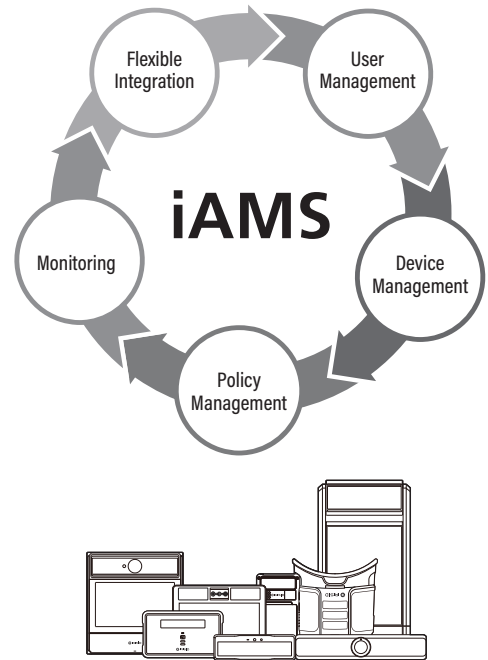 Flexible
Integration
User
Management
iAMS
Monitoring
Device
Management
Policy
Management